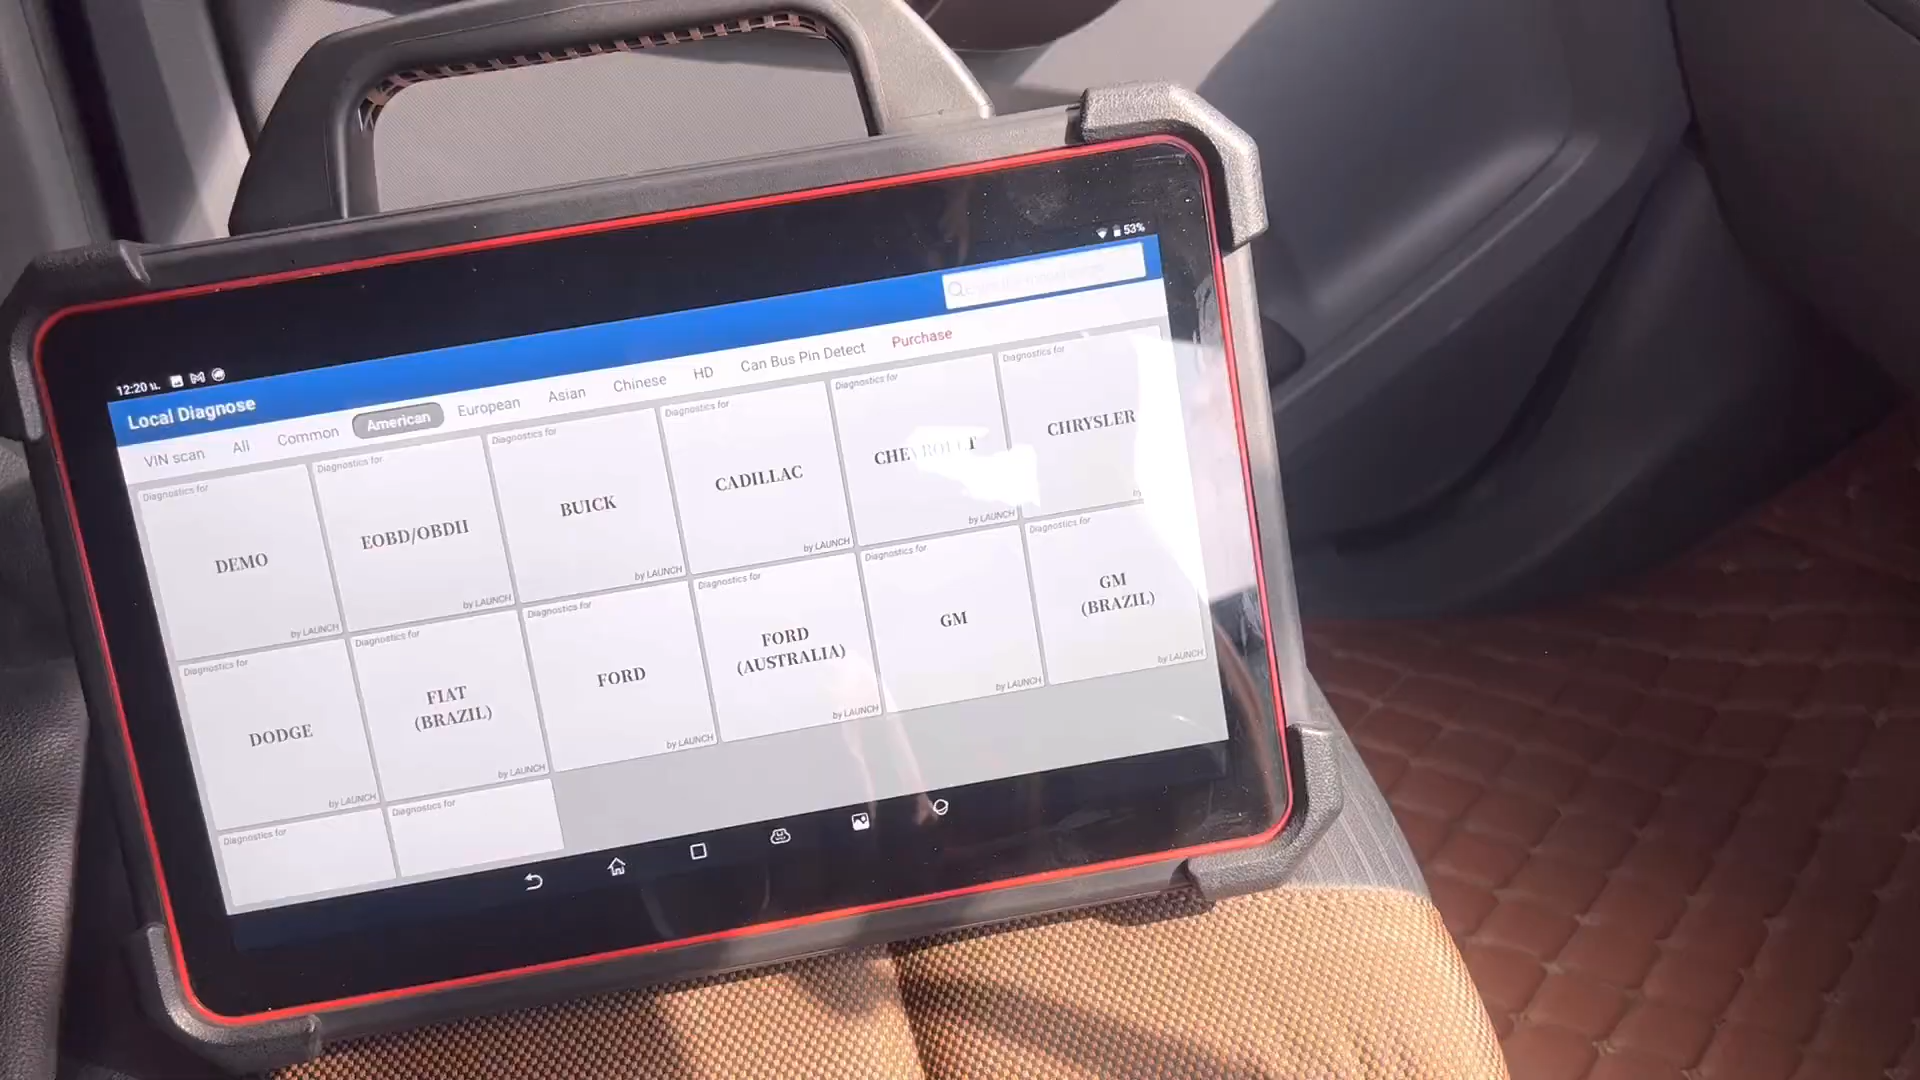 12:20 น.
53%
Local Diagnose
VIN scan
All
Common
American
European
Asian
Chinese
HD
Can Bus Pin Detect
Purchase
Diagnostics for
DEMO
by LAUNCH
Diagnostics for
EOBD/OBDII
by LAUNCH
Diagnostics for
BUICK
by LAUNCH
Diagnostics for
CADILLAC
by LAUNCH
Diagnostics for
CHEVROLET
by LAUNCH
Diagnostics for
CHRYSLER
by
Diagnostics for
DODGE
by LAUNCH
Diagnostics for
FIAT
(BRAZIL)
by LAUNCH
Diagnostics for
FORD
by LAUNCH
Diagnostics for
FORD
(AUSTRALIA)
by LAUNCH
Diagnostics for
GM
by LAUNCH
Diagnostics for
GM
(BRAZIL)
by LAUNCH
Diagnostics for
Diagnostics for